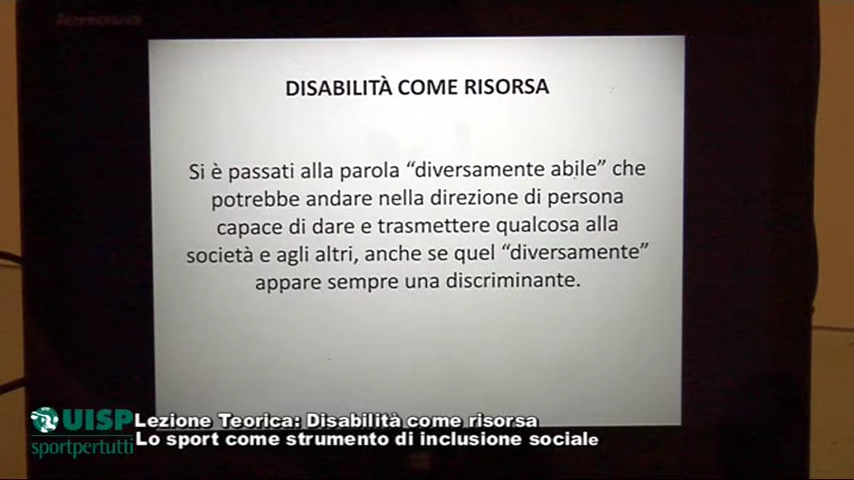 lenovo
DISABILITÀ COME RISORSA
Si è passati alla parola “diversamente abile” che
potrebbe andare nella direzione di persona
capace di dare e trasmettere qualcosa alla
società e agli altri, anche se quel “diversamente”
appare sempre una discriminante.
UISP
sportpertutti
Lezione Teorica: Disabilità come risorsa
Lo sport come strumento di inclusione sociale